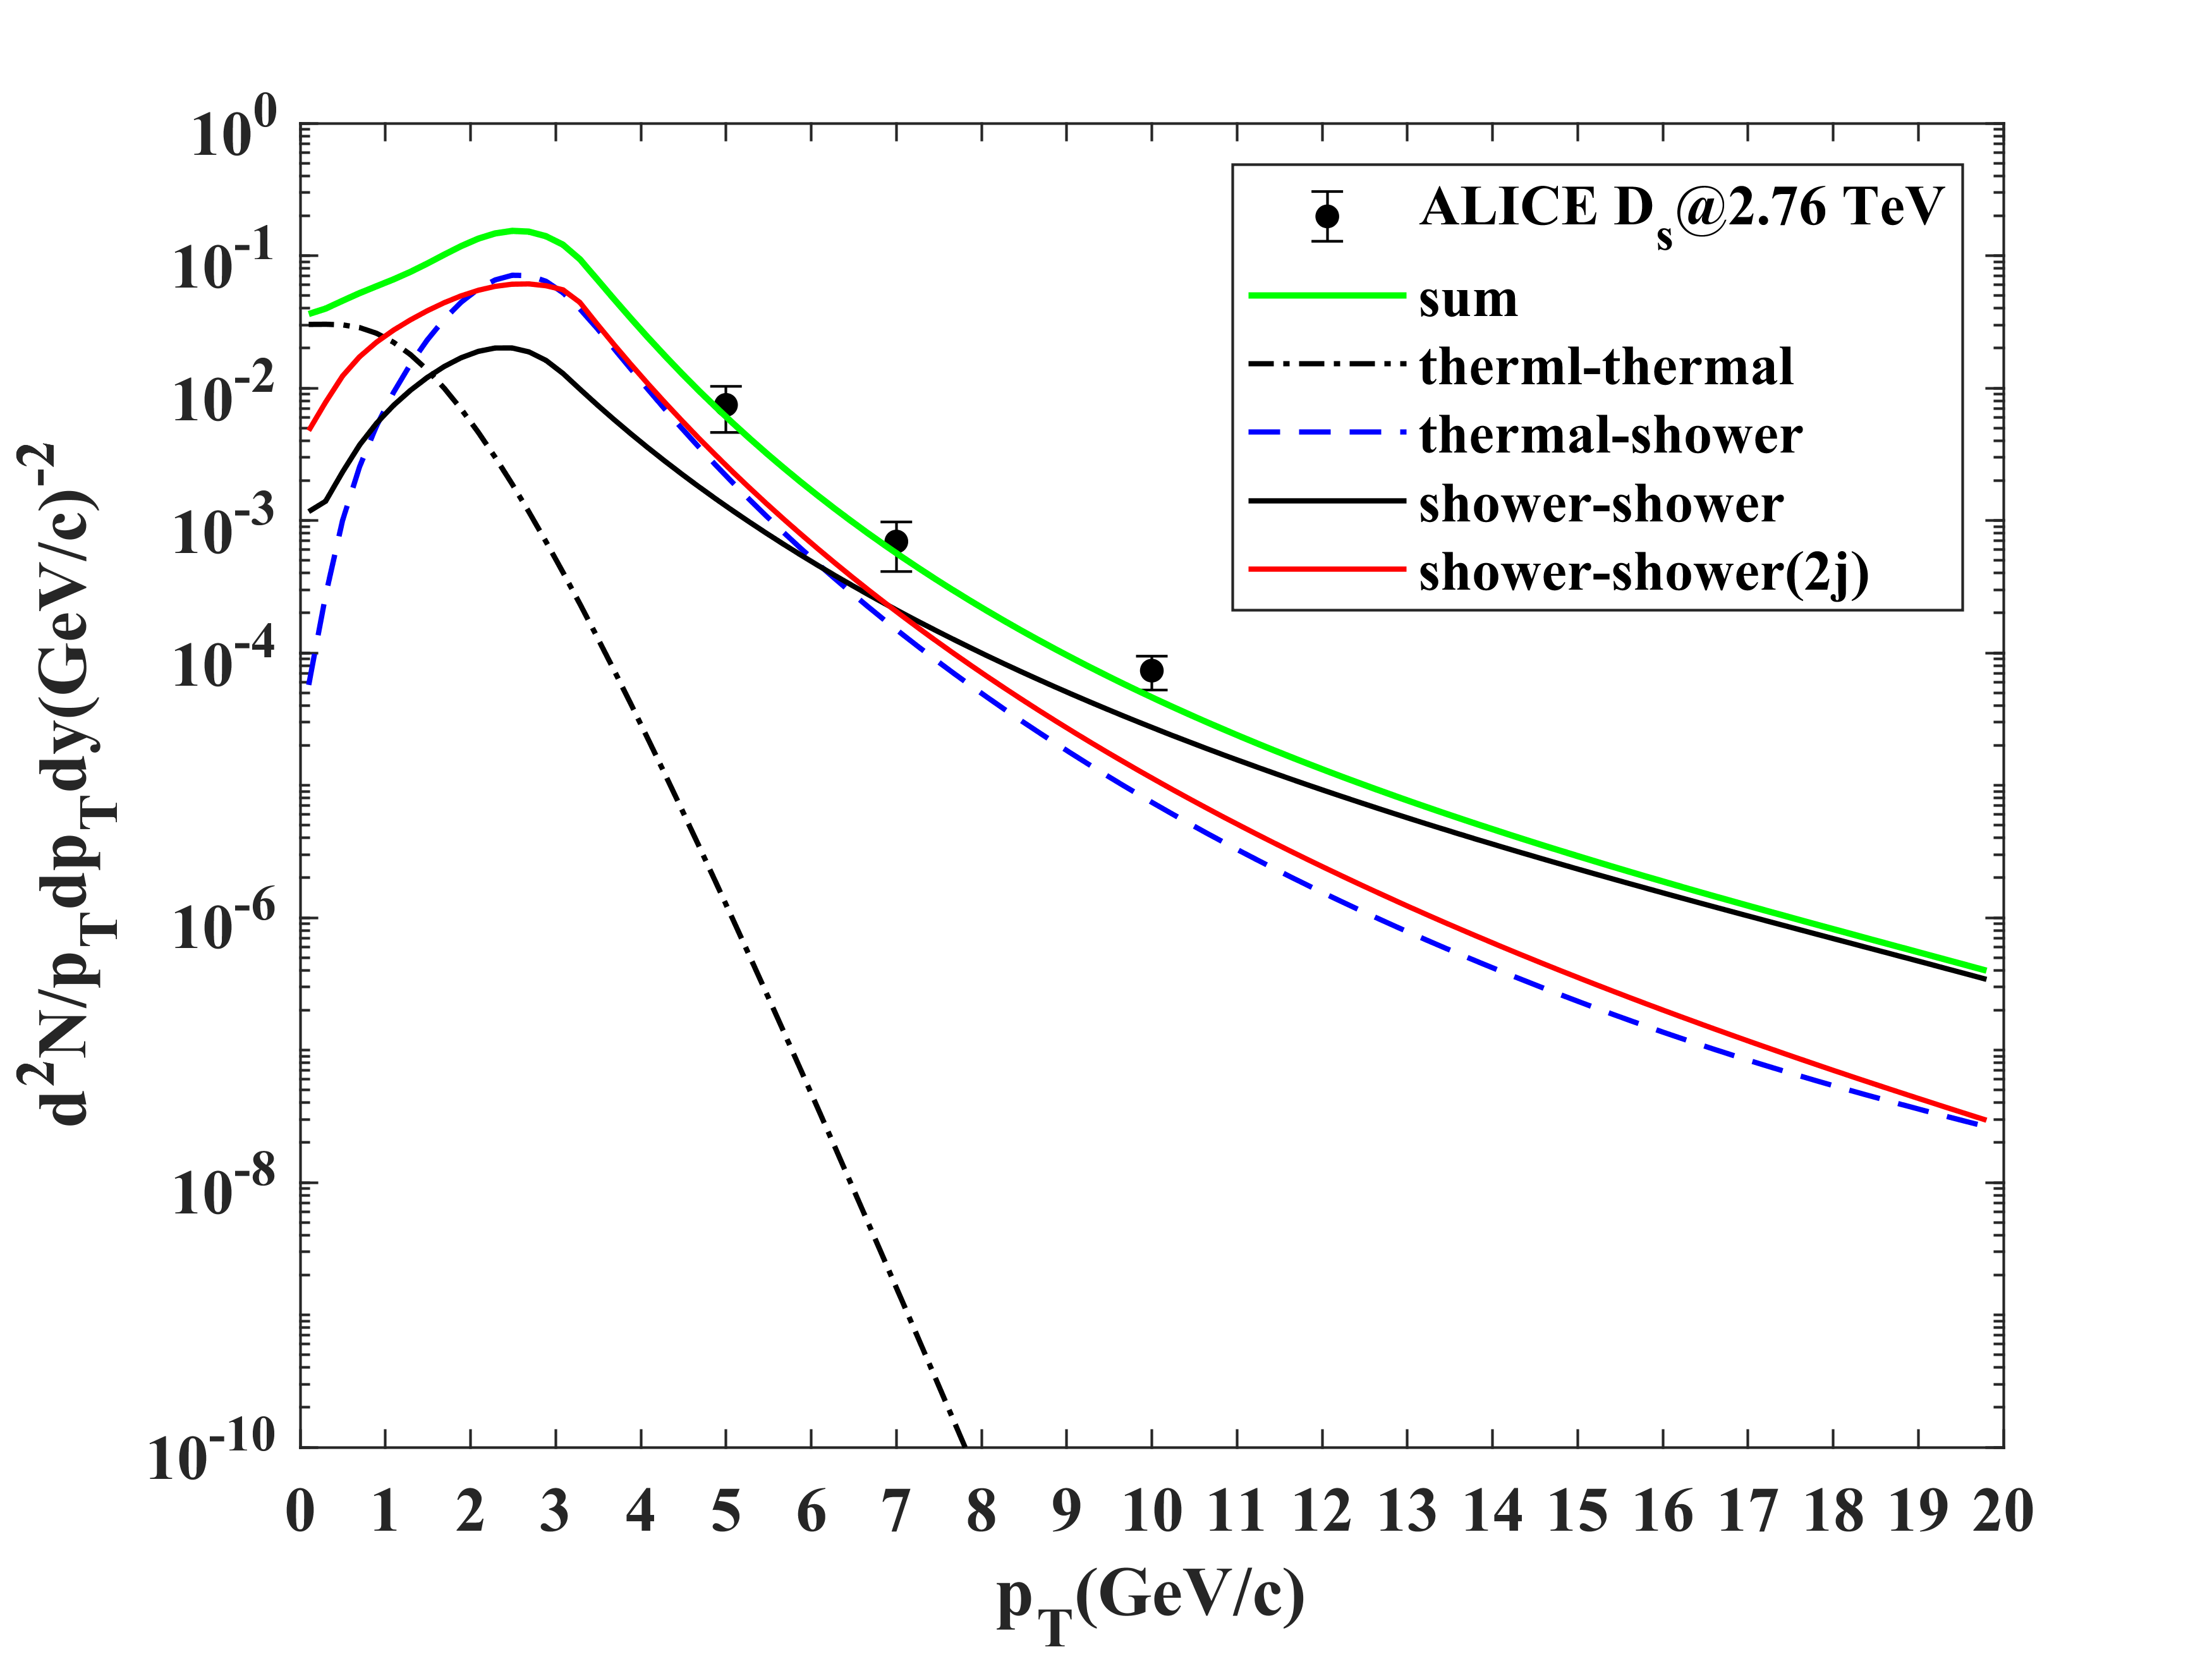 10^0
10^-1
10^-2
10^-3
10^-4
10^-6
10^-8
10^-10
d^2N/p_Tdp_Tdy(GeV/c)^-2
ALICE D_s@2.76 TeV
sum
therml-thermal
thermal-shower
shower-shower
shower-shower(2j)
0 1 2 3 4 5 6 7 8 9 10 11 12 13 14 15 16 17 18 19 20
p_T(GeV/c)